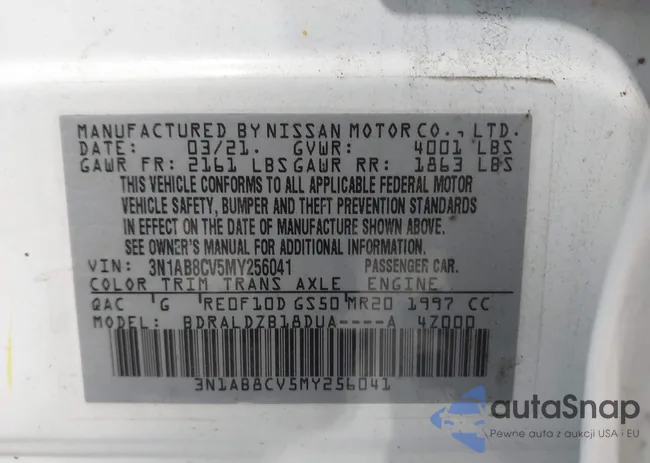 MANUFACTURED BY NISSAN MOTOR CO., LTD.
DATE: 03/21. GVWR: 4001 LBS
GAWR FR: 2161 LBS GAWR RR: 1863 LBS
THIS VEHICLE CONFORMS TO ALL APPLICABLE FEDERAL MOTOR
VEHICLE SAFETY, BUMPER AND THEFT PREVENTION STANDARDS
IN EFFECT ON THE DATE OF MANUFACTURE SHOWN ABOVE.
SEE OWNER'S MANUAL FOR ADDITIONAL INFORMATION.
VIN: 3N1AB8CV5MY256041 PASSENGER CAR.
COLOR TRIM TRANS AXLE ENGINE
QAC G RE0F10D GS50 MR20 1997 CC
MODEL: BDRALDZB18DUA----A 4Z000
3N1AB8CV5MY256041
autaSnap
Pewne auta z aukcji USA i EU